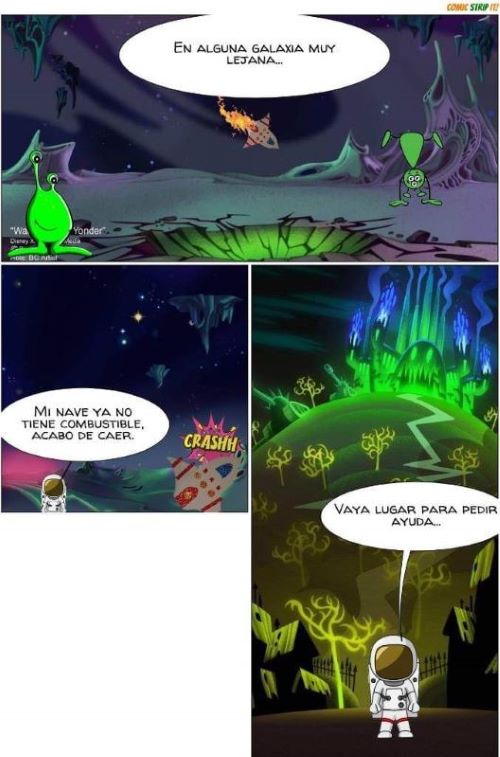 COMIC STRIP IT!
EN ALGUNA GALAXIA MUY
LEJANA...
"Wa Yonder"
Disney X Media
Note: BG Artist
MI NAVE YA NO
TIENE COMBUSTIBLE,
ACABO DE CAER.
CRASHH
VAYA LUGAR PARA PEDIR
AYUDA...